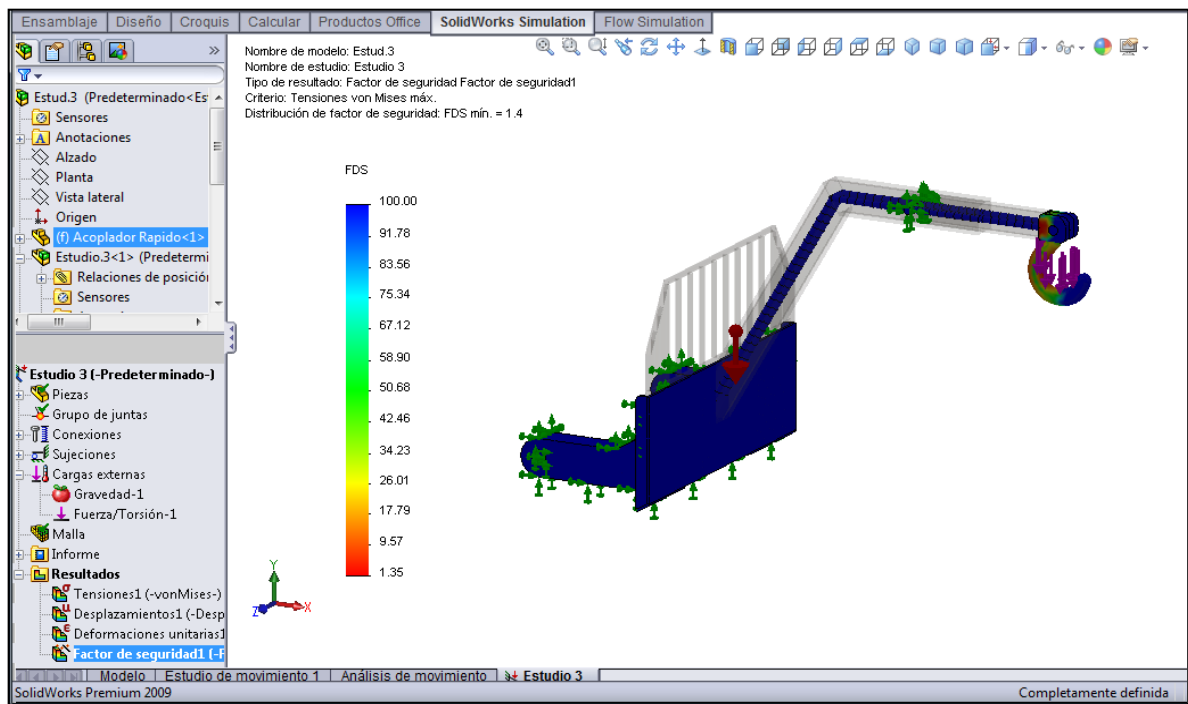 Ensamblaje Diseño Croquis Calcular Productos Office SolidWorks Simulation Flow Simulation
Nombre de modelo: Estud.3
Nombre de estudio: Estudio 3
Tipo de resultado: Factor de seguridad Factor de seguridad1
Criterio: Tensiones von Mises máx.
Distribución de factor de seguridad: FDS mín. = 1.4
Estud.3 (Predeterminado<Es
Sensores
A Anotaciones
Alzado
Planta
Vista lateral
Origen
(f) Acoplador Rapido<1>
Estudio.3<1> (Predetermi
Relaciones de posición
Sensores
Estudio 3 (-Predeterminado-)
Piezas
Grupo de juntas
Conexiones
Sujeciones
Cargas externas
Gravedad-1
Fuerza/Torsión-1
Malla
Informe
Resultados
Tensiones1 (-vonMises-)
Desplazamientos1 (-Desp
Deformaciones unitarias1
Factor de seguridad1 (-F
FDS
100.00
91.78
83.56
75.34
67.12
58.90
50.68
42.46
34.23
26.01
17.79
9.57
1.35
Y
Z X
Modelo Estudio de movimiento 1 Análisis de movimiento Estudio 3
SolidWorks Premium 2009 Completamente definida